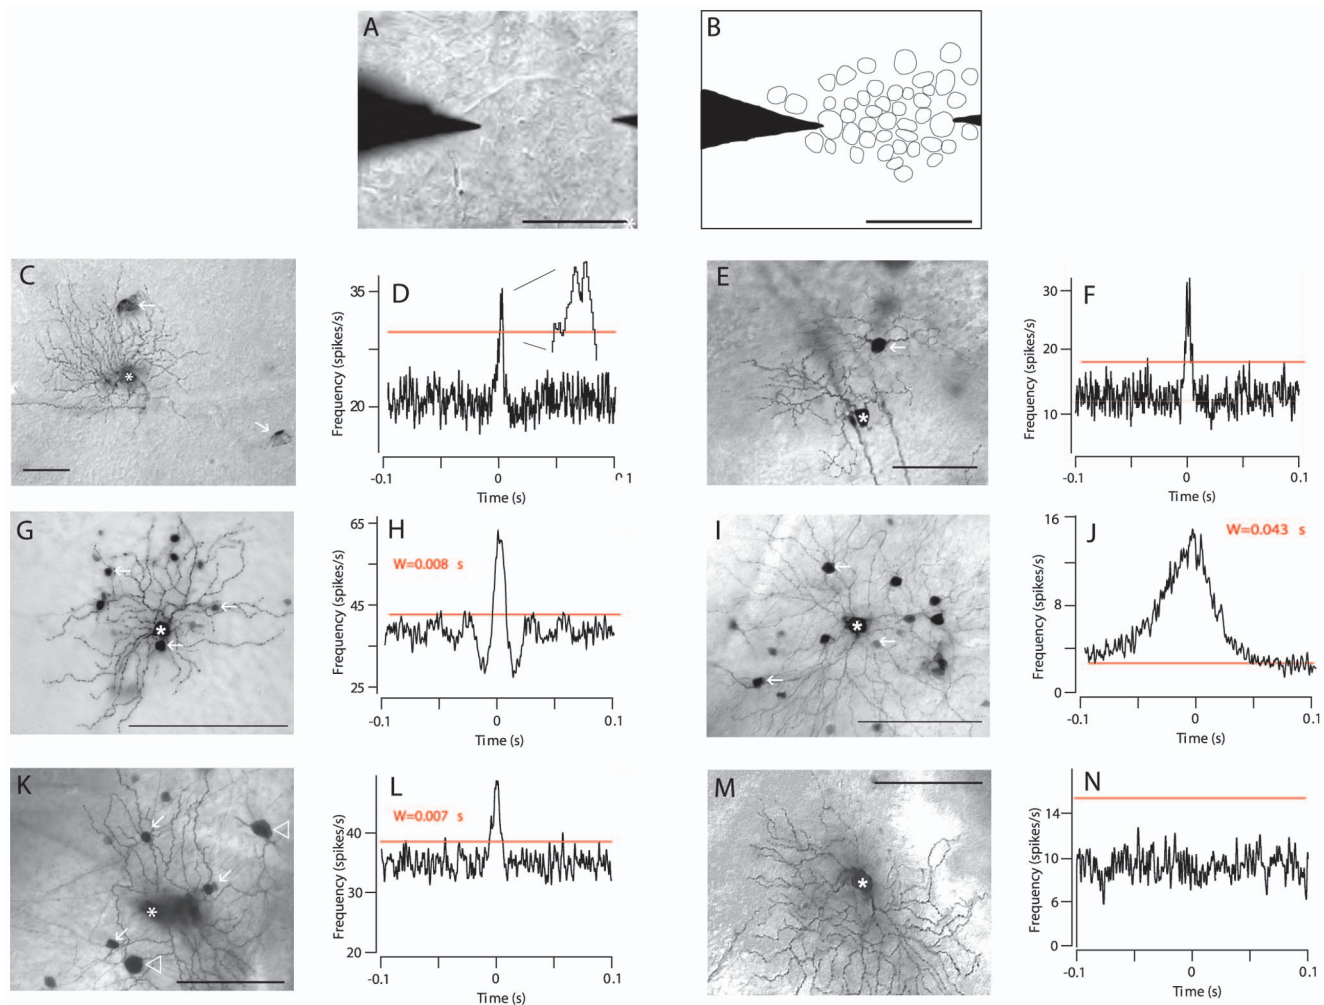 A
B
C
D
35
20
Frequency (spikes/s)
-0.1
0
0.1
Time (s)
E
F
30
20
10
Frequency (spikes/s)
-0.1
0
0.1
Time (s)
G
H
W=0.008 s
65
45
25
Frequency (spikes/s)
-0.1
0
0.1
Time (s)
I
J
W=0.043 s
16
8
0
Frequency (spikes/s)
-0.1
0
0.1
Time (s)
K
L
W=0.007 s
40
30
20
Frequency (spikes/s)
-0.1
0
0.1
Time (s)
M
N
14
10
6
0
Frequency (spikes/s)
-0.1
0
0.1
Time (s)